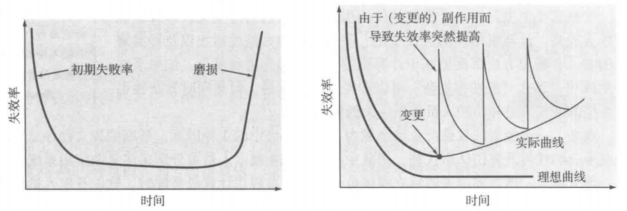 失效率
初期失败率
磨损
时间
由于（变更的）副作用而
导致失效率突然提高
失效率
变更
实际曲线
理想曲线
时间